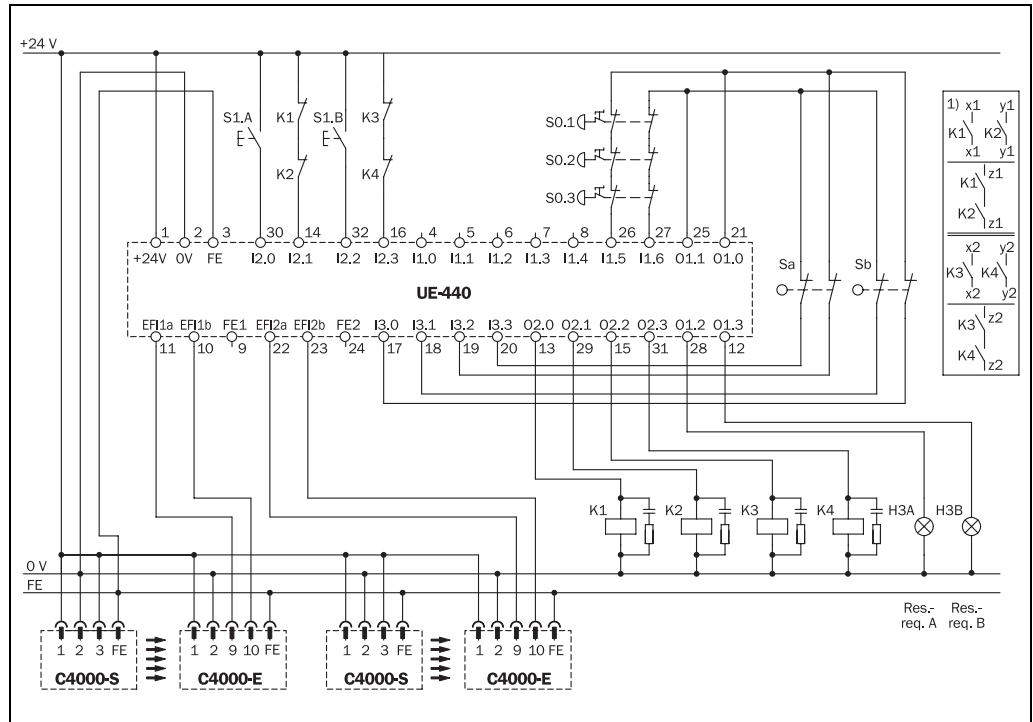 +24 V
S1.A K1 S1.B K3
K2 K4
S0.1
S0.2
S0.3
1) x1 y1
K1 K2
x1 y1
z1
K1
K2
z1
x2 y2
K3 K4
x2 y2
z2
K3
K4
z2
1 2 3 30 14 32 16 4 5 6 7 8 26 27 25 21
+24V 0V FE I2.0 I2.1 I2.2 I2.3 I1.0 I1.1 I1.2 I1.3 I1.4 I1.5 I1.6 O1.1 O1.0
UE-440
Sa Sb
EFI1a EFI1b FE1 EFI2a EFI2b FE2 I3.0 I3.1 I3.2 I3.3 O2.0 O2.1 O2.2 O2.3 O1.2 O1.3
11 10 9 22 23 24 17 18 19 20 13 29 15 31 28 12
K1 K2 K3 K4 H3A H3B
0 V
FE
Res.-
req. A
Res.-
req. B
1 2 3 FE
C4000-S
1 2 9 10 FE
C4000-E
1 2 3 FE
C4000-S
1 2 9 10 FE
C4000-E